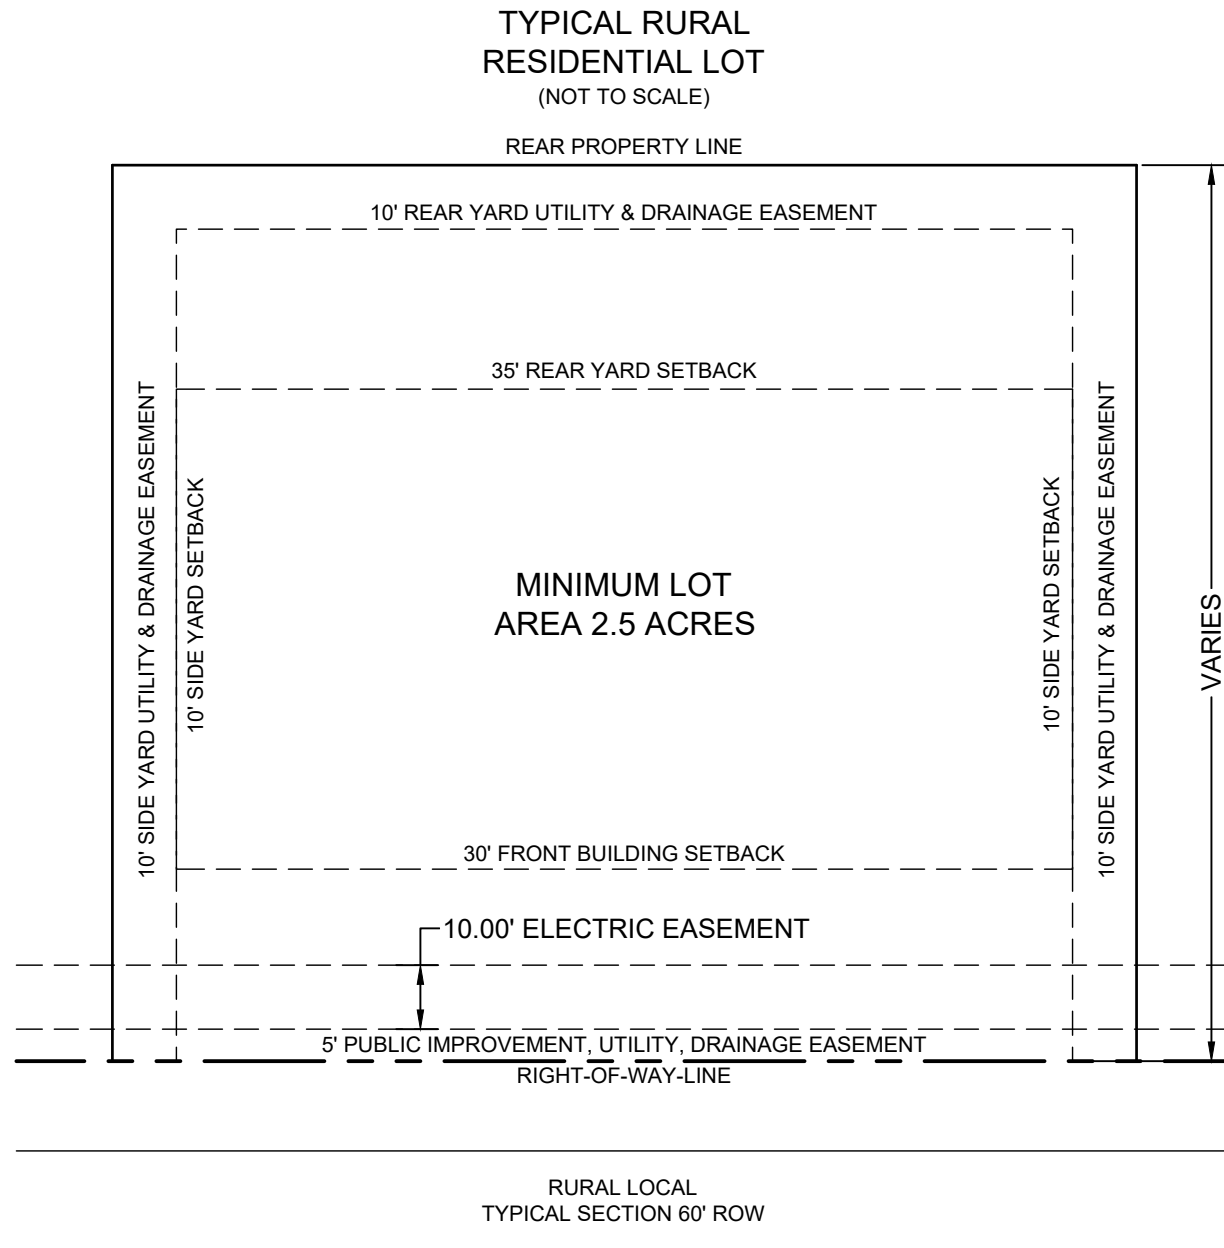 TYPICAL RURAL
RESIDENTIAL LOT
(NOT TO SCALE)
REAR PROPERTY LINE
10' REAR YARD UTILITY & DRAINAGE EASEMENT
35' REAR YARD SETBACK
10' SIDE YARD UTILITY & DRAINAGE EASEMENT
10' SIDE YARD SETBACK
MINIMUM LOT
AREA 2.5 ACRES
10' SIDE YARD SETBACK
10' SIDE YARD UTILITY & DRAINAGE EASEMENT
VARIES
30' FRONT BUILDING SETBACK
10.00' ELECTRIC EASEMENT
5' PUBLIC IMPROVEMENT, UTILITY, DRAINAGE EASEMENT
RIGHT-OF-WAY-LINE
RURAL LOCAL
TYPICAL SECTION 60' ROW